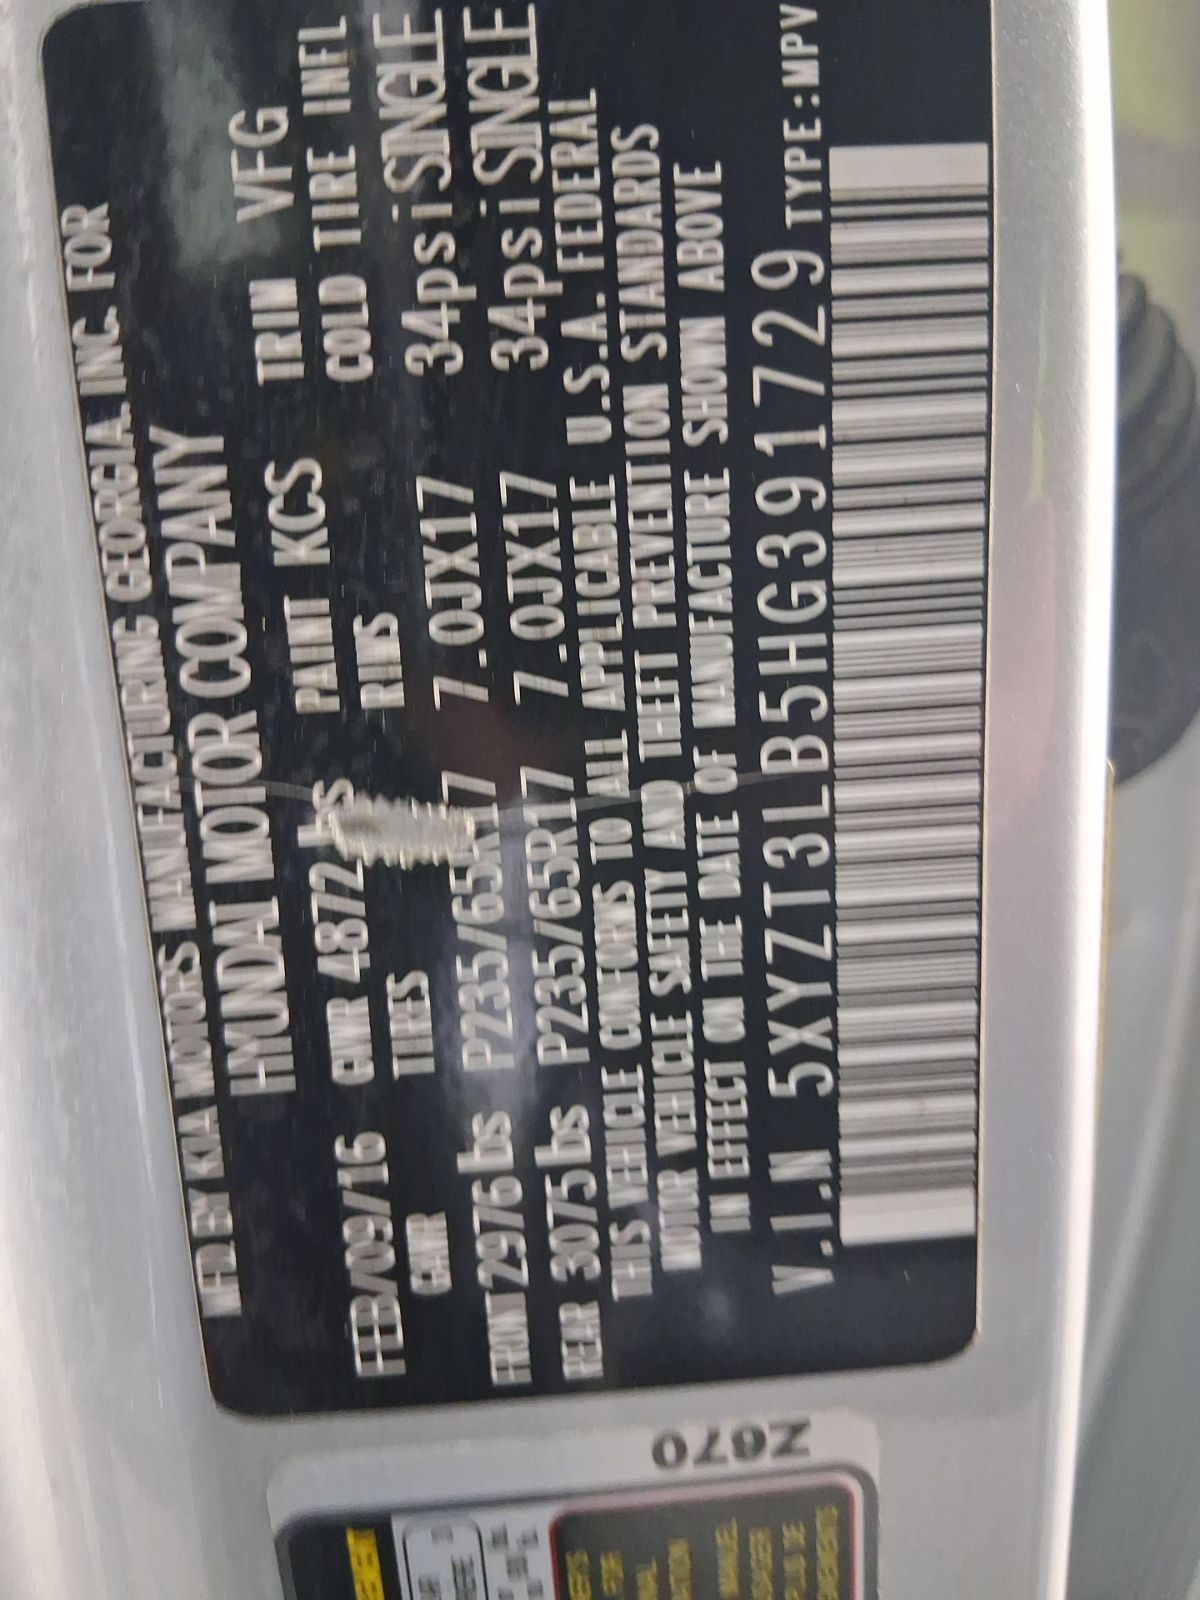 MFD BY KIA MOTORS MANUFACTURING GEORGIA, INC. FOR
HYUNDAI MOTOR COMPANY
FEB/09/16 GVWR 4872 lbs PAINT KCS TRIM VFG
GAWR TIRES RIMS COLD TIRE INFL
FRONT 2976 lbs P235/65R17 7.0JX17 34psi SINGLE
REAR 3075 lbs P235/65R17 7.0JX17 34psi SINGLE
THIS VEHICLE CONFORMS TO ALL APPLICABLE U.S.A. FEDERAL
MOTOR VEHICLE SAFETY AND THEFT PREVENTION STANDARDS
IN EFFECT ON THE DATE OF MANUFACTURE SHOWN ABOVE
V.I.N 5XYZT3LB5HG391729 TYPE:MPV
Z670